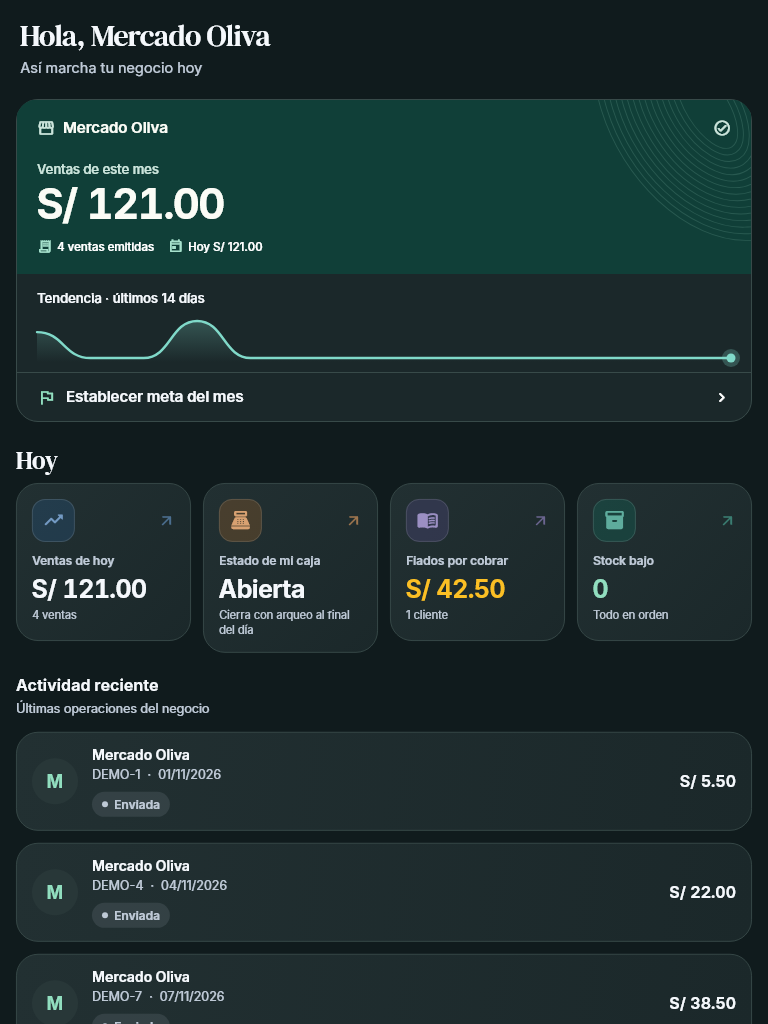 Hola, Mercado Oliva
Así marcha tu negocio hoy
Mercado Oliva
Ventas de este mes
S/ 121.00
4 ventas emitidas
Hoy S/ 121.00
Tendencia · últimos 14 días
Establecer meta del mes
Hoy
Ventas de hoy
S/ 121.00
4 ventas
Estado de mi caja
Abierta
Cierra con arqueo al final
del día
Fiados por cobrar
S/ 42.50
1 cliente
Stock bajo
0
Todo en orden
Actividad reciente
Últimas operaciones del negocio
M
Mercado Oliva
DEMO-1 · 01/11/2026
Enviada
S/ 5.50
M
Mercado Oliva
DEMO-4 · 04/11/2026
Enviada
S/ 22.00
M
Mercado Oliva
DEMO-7 · 07/11/2026
S/ 38.50